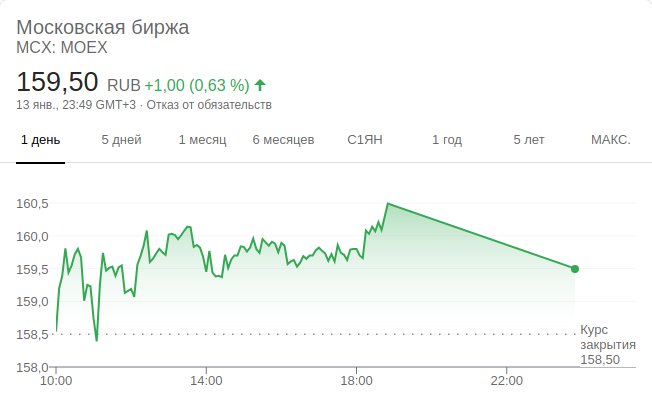 Московская биржа
MCX: MOEX
159,50 RUB +1,00 (0,63 %)
13 янв., 23:49 GMT+3 · Отказ от обязательств
1 день 5 дней 1 месяц 6 месяцев С1ЯН 1 год 5 лет МАКС.
160,5
160,0
159,5
159,0
158,5
158,0
Курс
закрытия
158,50
10:00 14:00 18:00 22:00